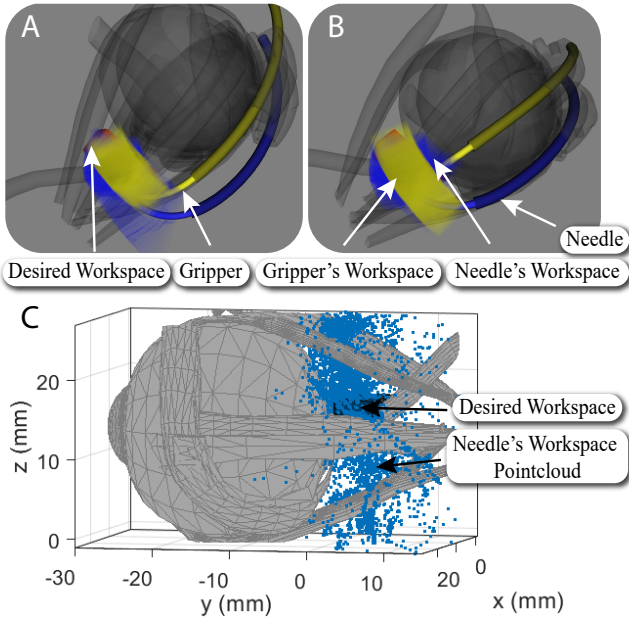 A
B
Needle
Desired Workspace
Gripper
Gripper's Workspace
Needle's Workspace
C
20
10
0
z (mm)
Desired Workspace
Needle's Workspace
Pointcloud
-30
-20
-10
0
10
20
0
y (mm)
x (mm)